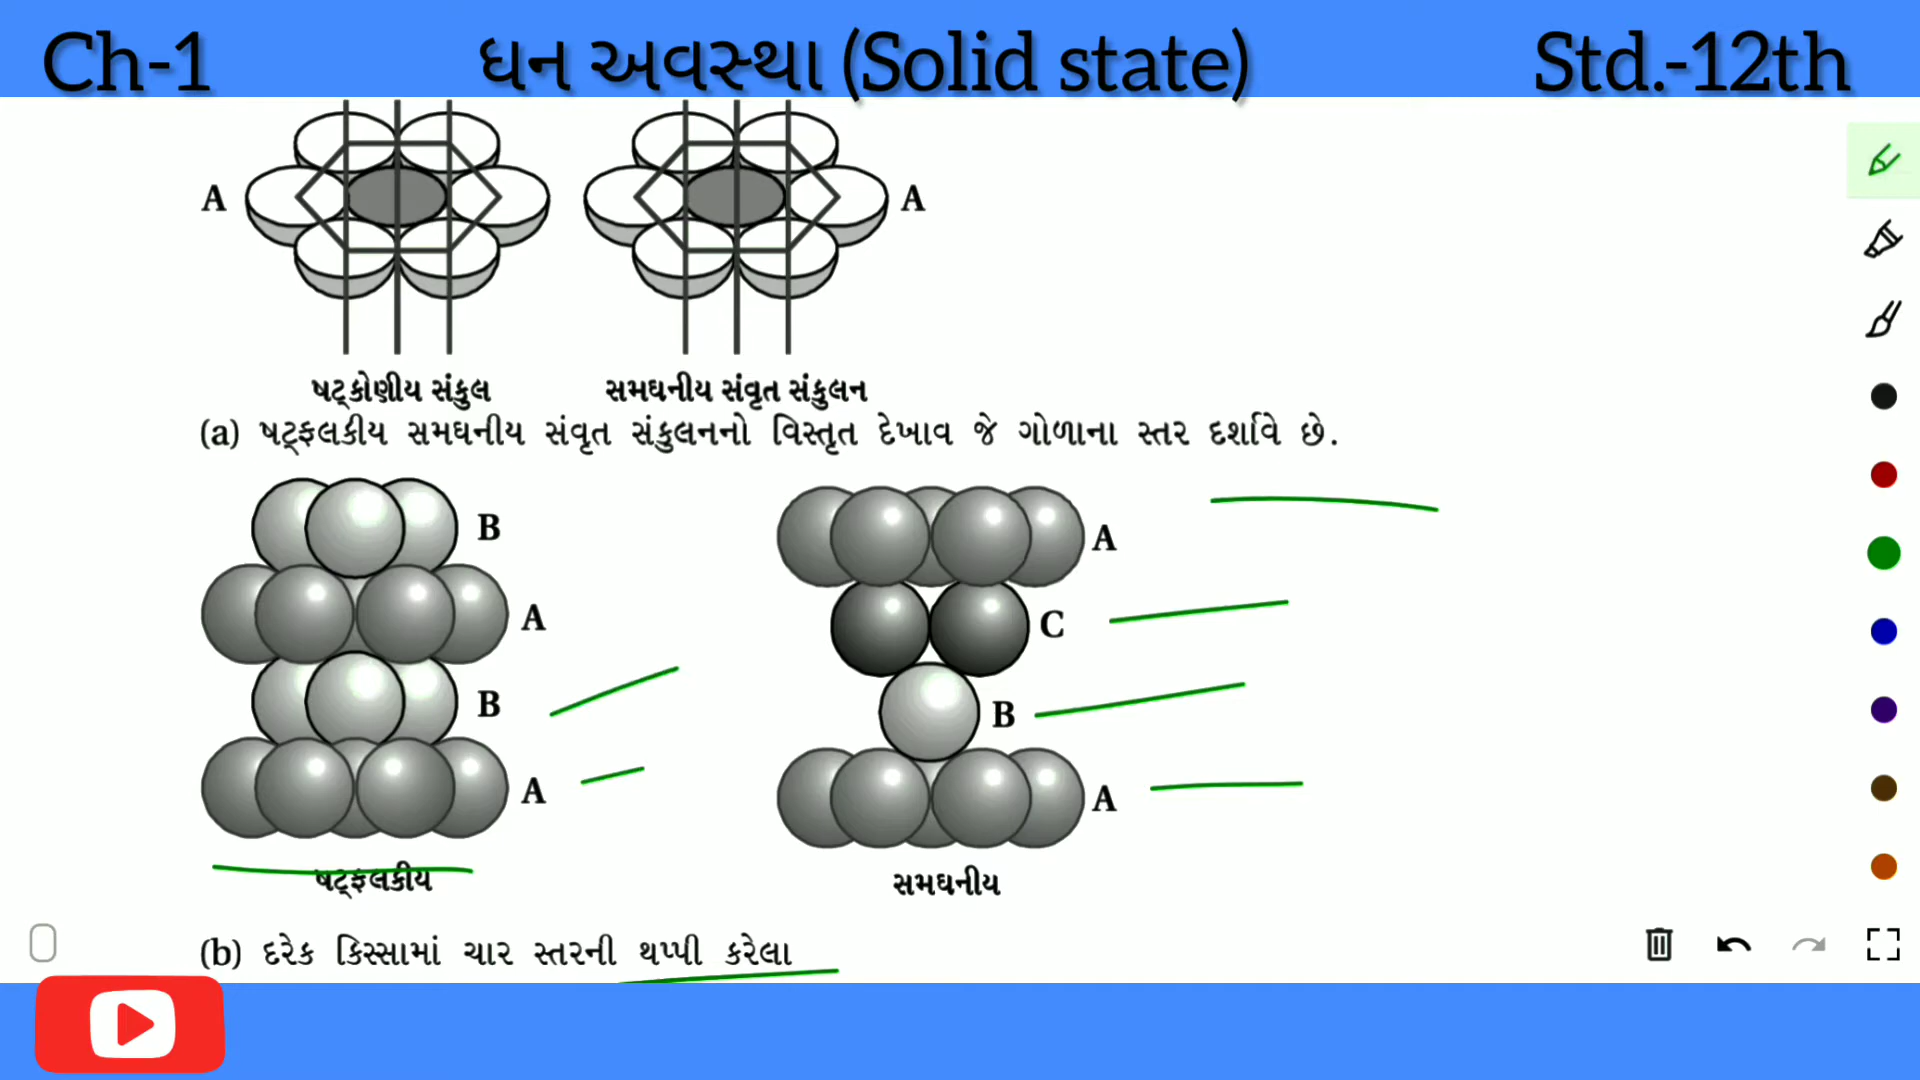 Ch-1 ધન અવસ્થા (Solid state) Std.-12th
A A
ષટ્કોણીય સંકુલ સમઘનીય સંવૃત સંકુલન
(a) ષટ્ફલકીય સમઘનીય સંવૃત સંકુલનનો વિસ્તૃત દેખાવ જે ગોળાના સ્તર દર્શાવે છે.
B A
A C
B B
A A
ષટ્ફલકીય સમઘનીય
(b) દરેક કિસ્સામાં ચાર સ્તરની થપ્પી કરેલા